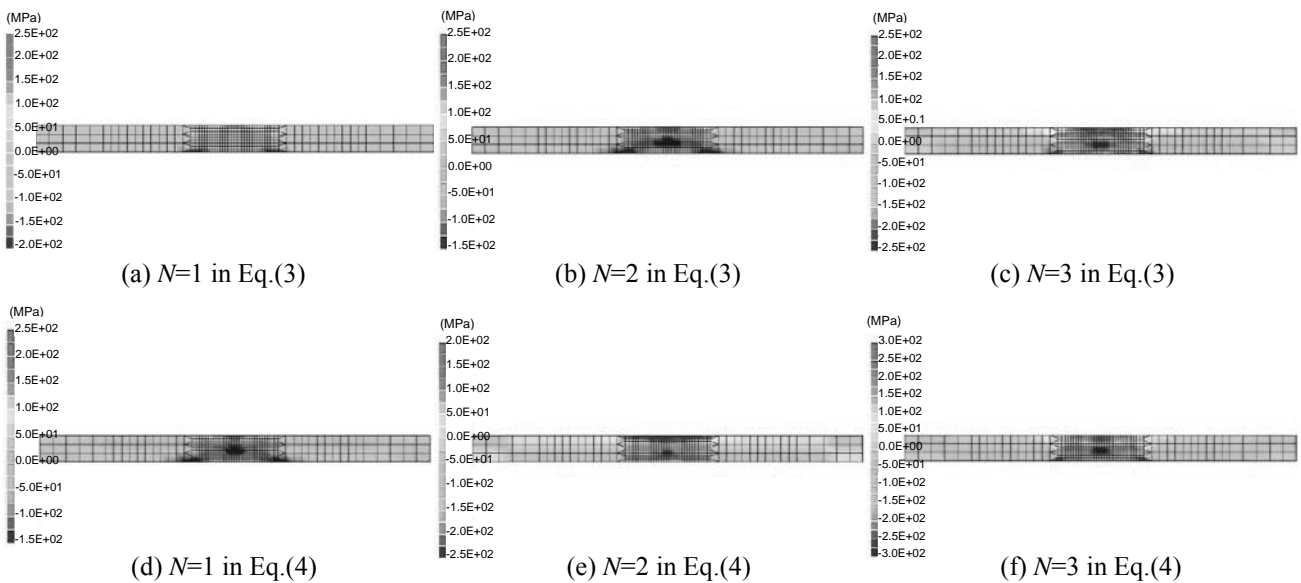 (MPa)
2.5E+02
2.0E+02
1.5E+02
1.0E+02
5.0E+01
0.0E+00
-5.0E+01
-1.0E+02
-1.5E+02
-2.0E+02
(a) N=1 in Eq.(3)
(MPa)
2.5E+02
2.0E+02
1.5E+02
1.0E+02
5.0E+01
0.0E+00
-5.0E+01
-1.0E+02
-1.5E+02
(b) N=2 in Eq.(3)
(MPa)
2.5E+02
2.0E+02
1.5E+02
1.0E+02
5.0E+0.1
0.0E+00
-5.0E+01
-1.0E+02
-1.5E+02
-2.0E+02
-2.5E+02
(c) N=3 in Eq.(3)
(MPa)
2.5E+02
2.0E+02
1.5E+02
1.0E+02
5.0E+01
0.0E+00
-5.0E+01
-1.0E+02
-1.5E+02
(d) N=1 in Eq.(4)
(MPa)
2.0E+02
1.5E+02
1.0E+02
5.0E+01
0.0E+00
-5.0E+01
-1.0E+02
-1.5E+02
-2.0E+02
-2.5E+02
(e) N=2 in Eq.(4)
(MPa)
3.0E+02
2.5E+02
2.0E+02
1.5E+02
1.0E+02
5.0E+01
0.0E+00
-5.0E+01
-1.0E+02
-1.5E+02
-2.0E+02
-2.5E+02
-3.0E+02
(f) N=3 in Eq.(4)